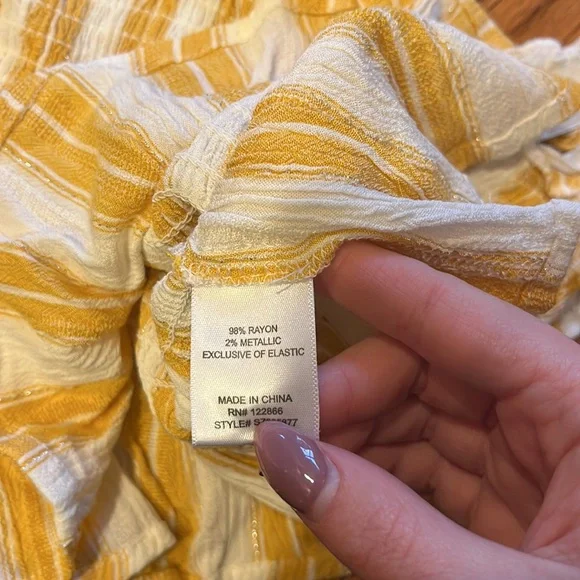 98% RAYON
2% METALLIC
EXCLUSIVE OF ELASTIC
MADE IN CHINA
RN# 122866
STYLE#